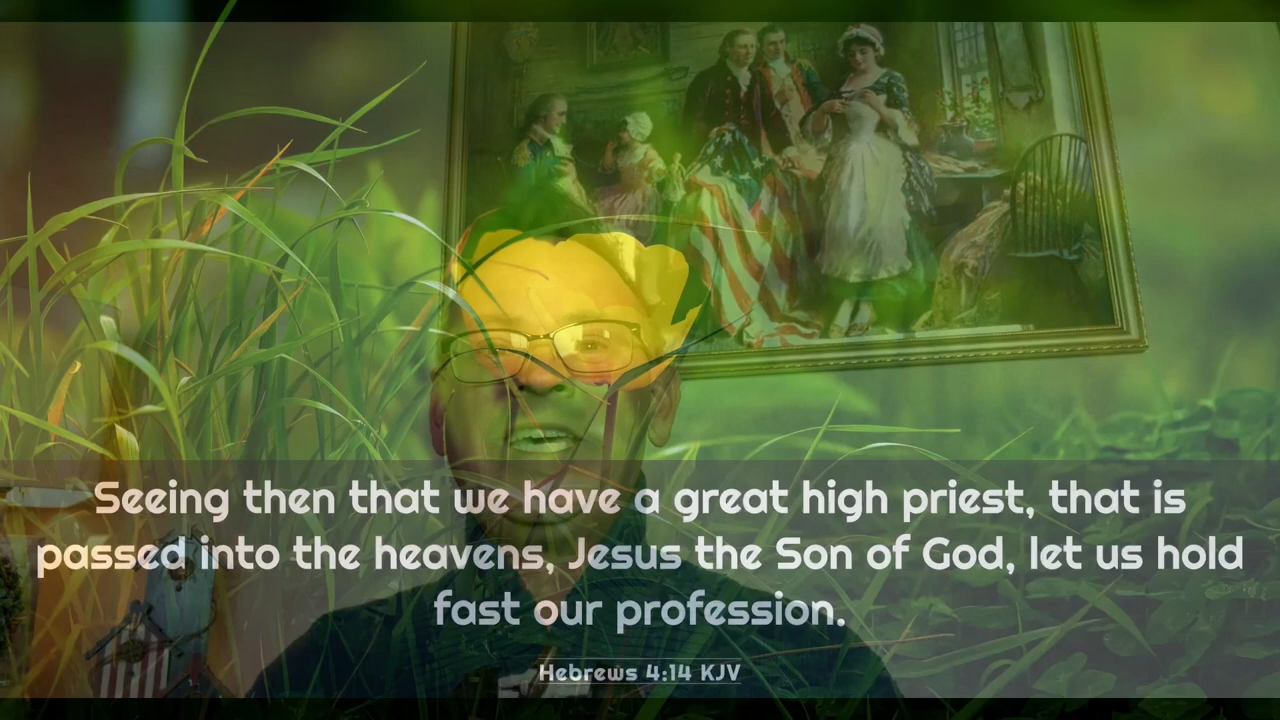 Seeing then that we have a great high priest, that is
passed into the heavens, Jesus the Son of God, let us hold
fast our profession.
Hebrews 4:14 KJV